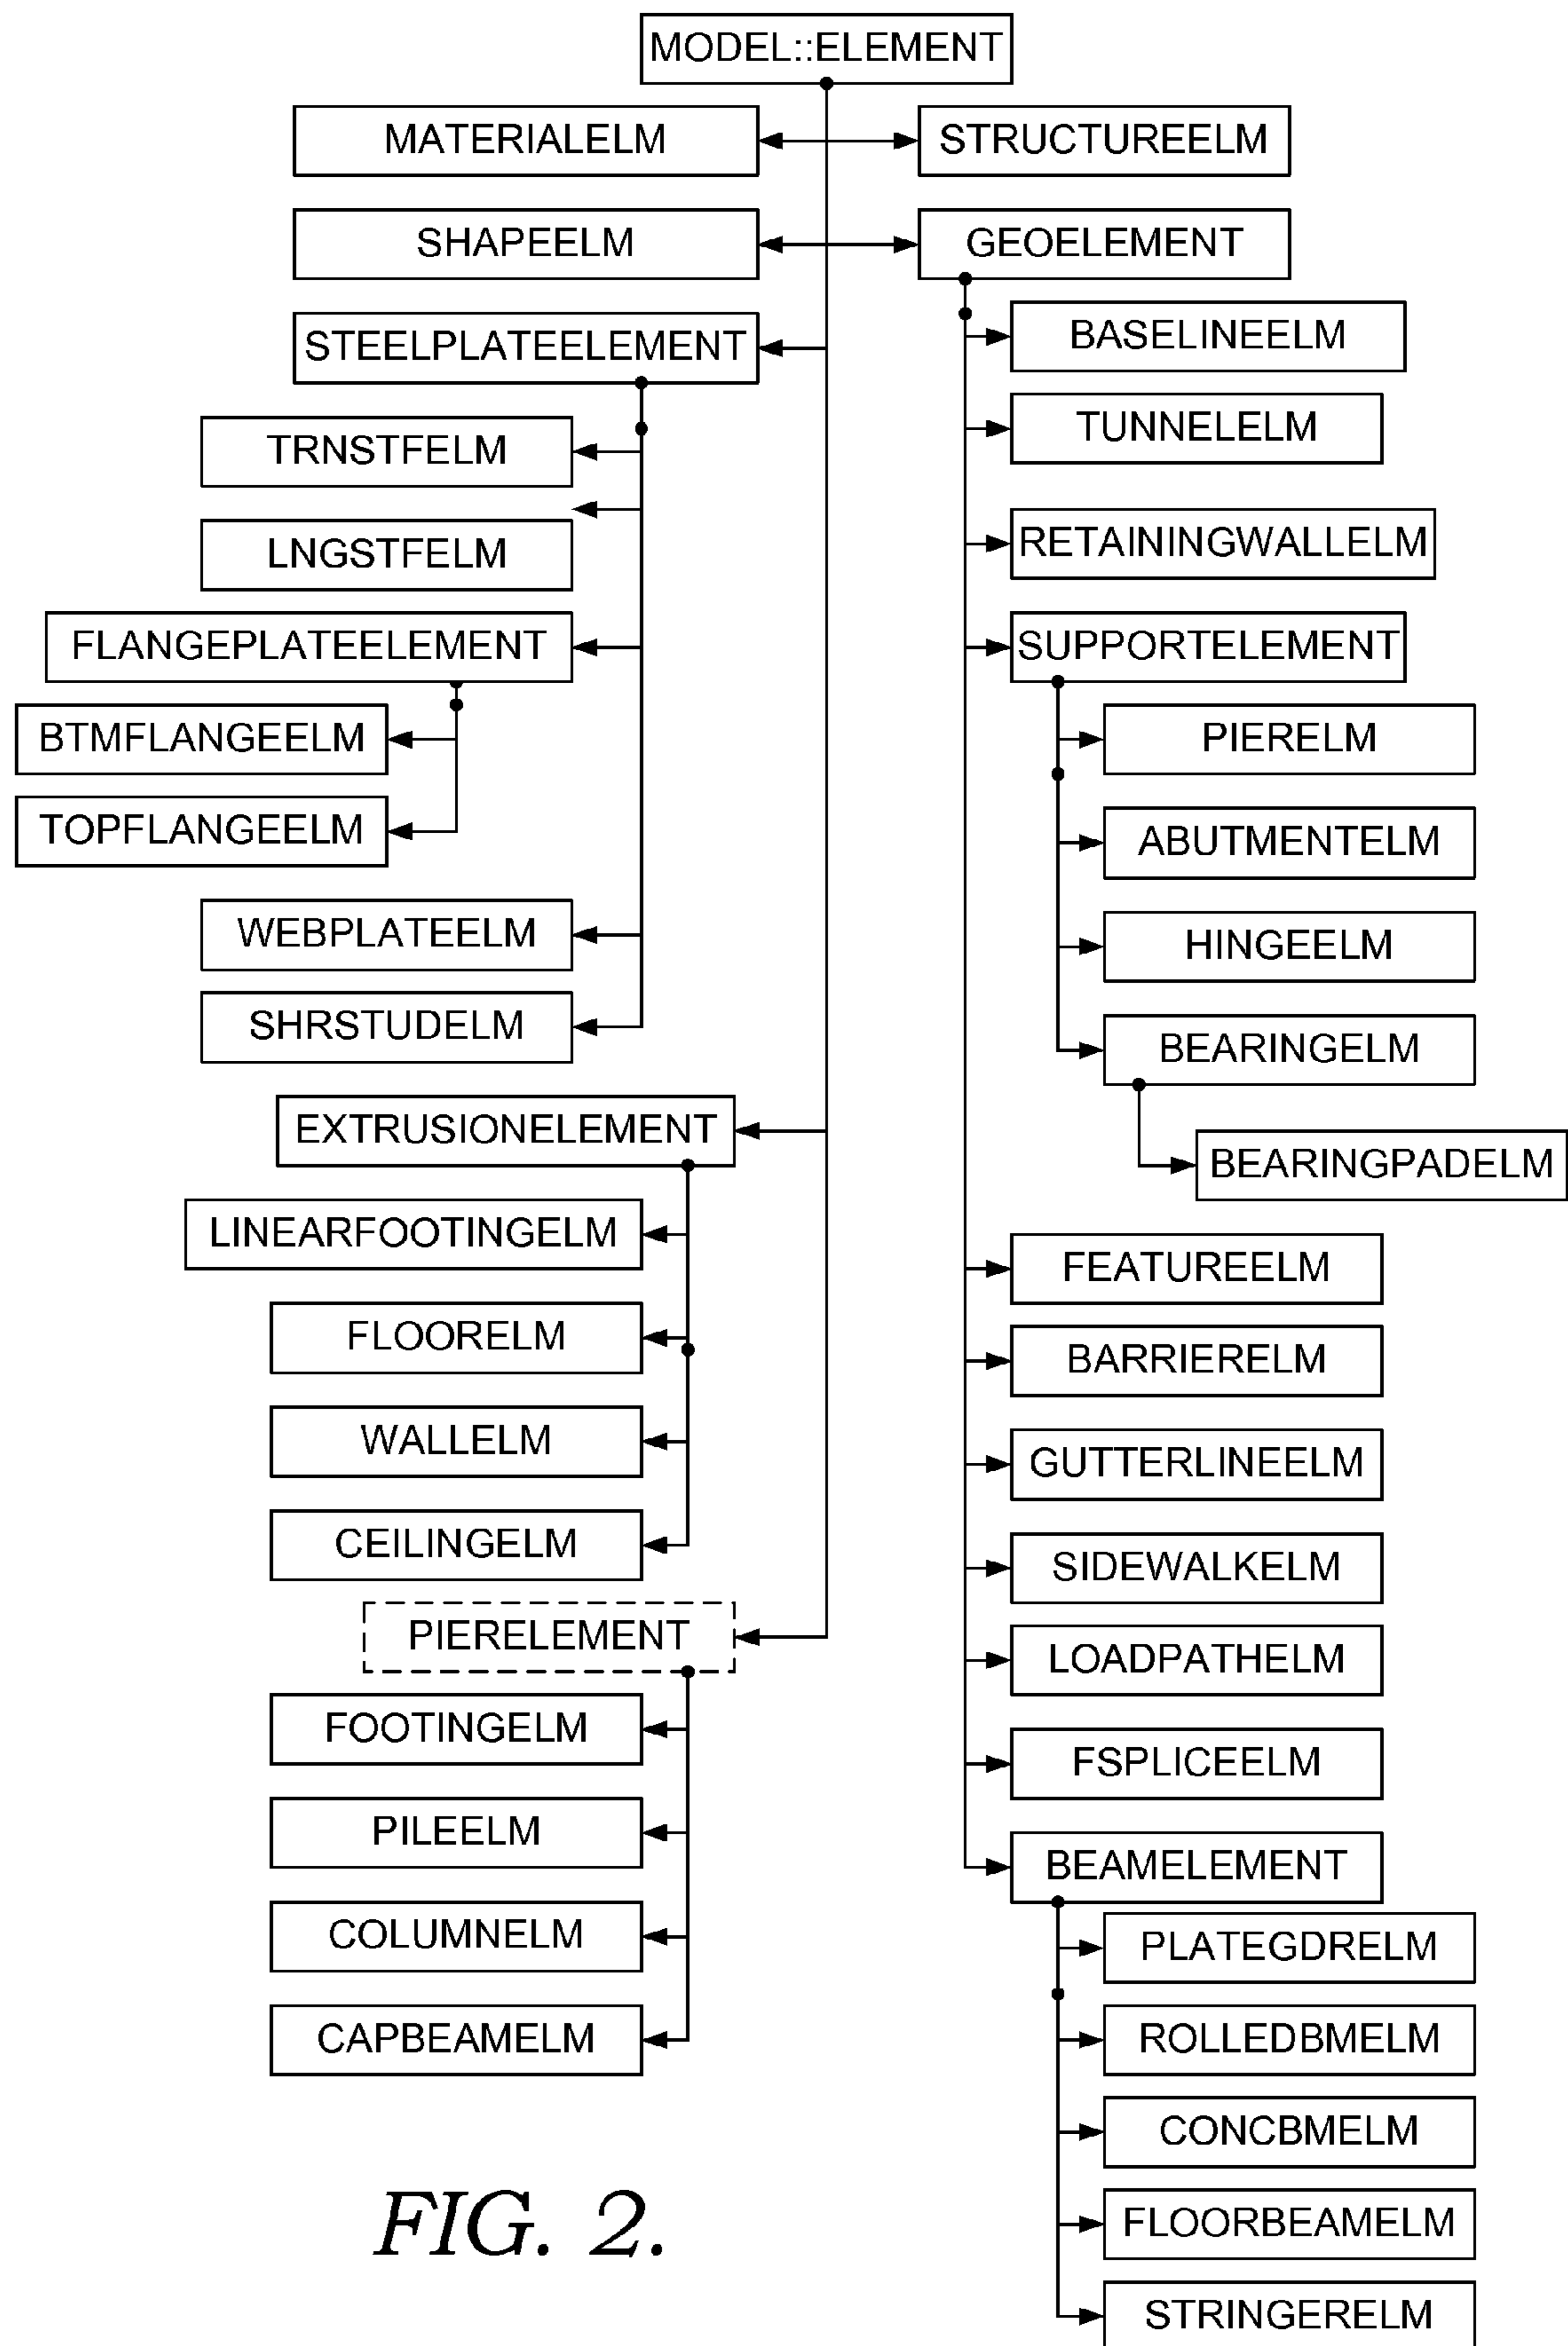 MODEL::ELEMENT
MATERIALELM
STRUCTUREELM
SHAPEELM
GEOELEMENT
STEELPLATEELEMENT
TRNSTFELM
LNGSTFELM
FLANGEPLATEELEMENT
BTMFLANGEELM
TOPFLANGEELM
WEBPLATEELM
SHRSTUDELM
EXTRUSIONELEMENT
LINEARFOOTINGELM
FLOORELM
WALLELM
CEILINGELM
PIERELEMENT
FOOTINGELM
PILEELM
COLUMNELM
CAPBEAMELM
BASELINEELM
TUNNELELM
RETAININGWALLELM
SUPPORTELEMENT
PIERELM
ABUTMENTELM
HINGEELM
BEARINGELM
BEARINGPADELM
FEATUREELM
BARRIERELM
GUTTERLINEELM
SIDEWALKELM
LOADPATHELM
FSPLICEELM
BEAMELEMENT
PLATEGDRELM
ROLLEDBMELM
CONCBMELM
FLOORBEAMELM
STRINGERELM
FIG. 2.